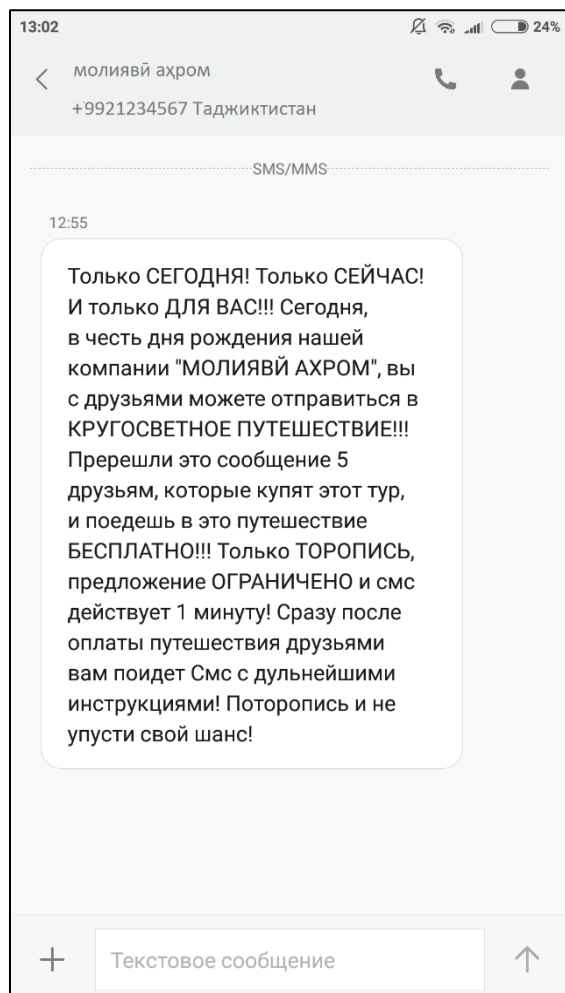 13:02
24%
молиявӣ аҳром
+9921234567 Таджиктистан
SMS/MMS
12:55
Только СЕГОДНЯ! Только СЕЙЧАС!
И только ДЛЯ ВАС!!! Сегодня,
в честь дня рождения нашей
компании "МОЛИЯВЙ АХРОМ", вы
с друзьями можете отправиться в
КРУГОСВЕТНОЕ ПУТЕШЕСТВИЕ!!!
Пререшли это сообщение 5
друзьям, которые купят этот тур,
и поедешь в это путешествие
БЕСПЛАТНО!!! Только ТОРОПИСЬ,
предложение ОГРАНИЧЕНО и смс
действует 1 минуту! Сразу после
оплаты путешествия друзьями
вам поидет Смс с дульнейшими
инструкциями! Поторопись и не
упусти свой шанс!
Текстовое сообщение